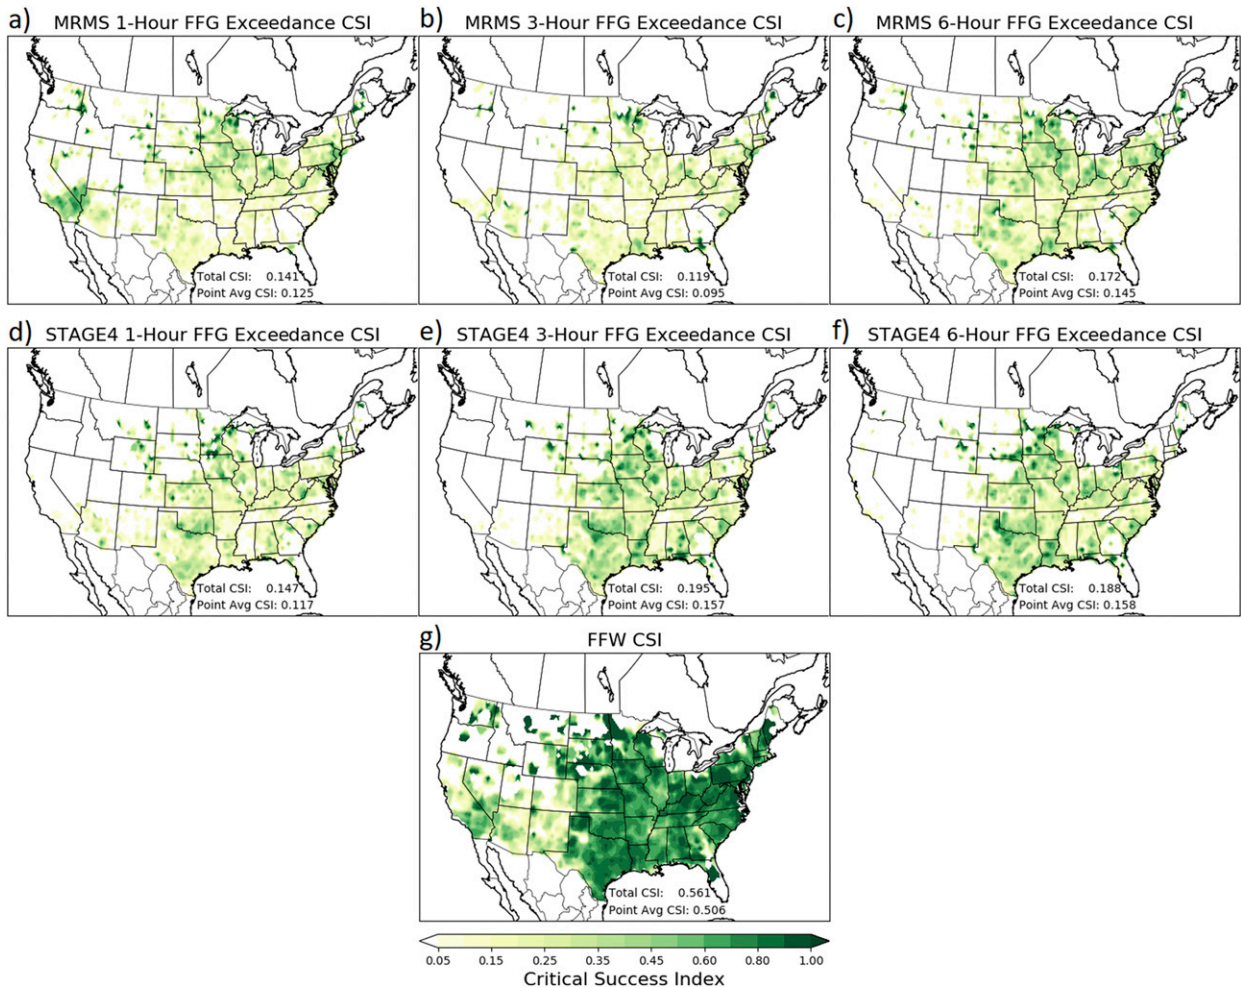 a) MRMS 1-Hour FFG Exceedance CSI
Total CSI: 0.141
Point Avg CSI: 0.125
b) MRMS 3-Hour FFG Exceedance CSI
Total CSI: 0.119
Point Avg CSI: 0.095
c) MRMS 6-Hour FFG Exceedance CSI
Total CSI: 0.172
Point Avg CSI: 0.145
d) STAGE4 1-Hour FFG Exceedance CSI
Total CSI: 0.147
Point Avg CSI: 0.117
e) STAGE4 3-Hour FFG Exceedance CSI
Total CSI: 0.195
Point Avg CSI: 0.157
f) STAGE4 6-Hour FFG Exceedance CSI
Total CSI: 0.188
Point Avg CSI: 0.158
g) FFW CSI
Total CSI: 0.561
Point Avg CSI: 0.506
0.05 0.15 0.25 0.35 0.45 0.60 0.80 1.00
Critical Success Index